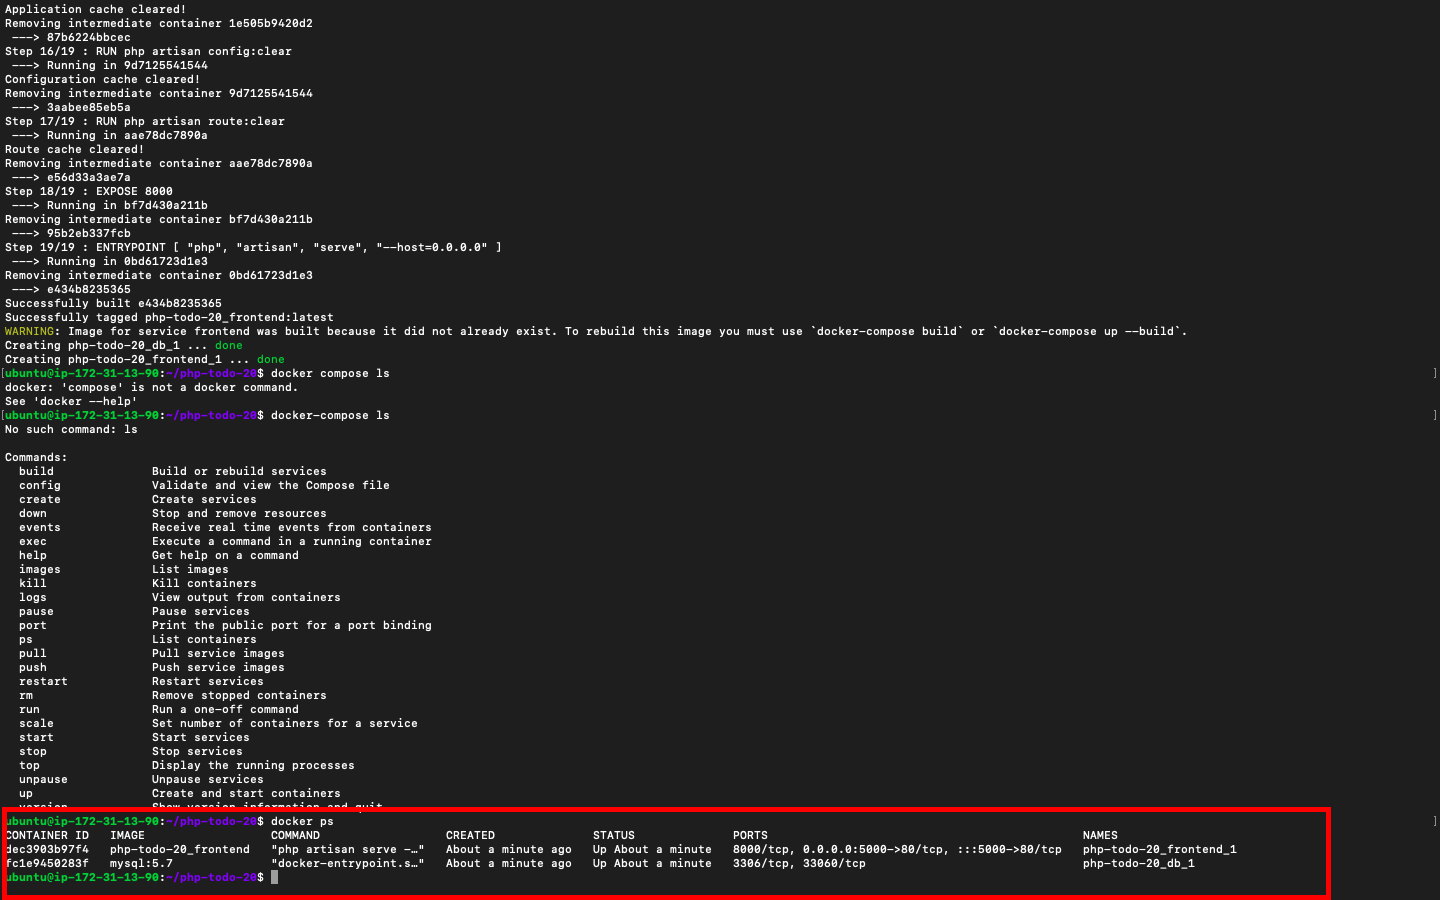 Application cache cleared!
Removing intermediate container 1e505b9420d2
 ---> 87b6224bbcec
Step 16/19 : RUN php artisan config:clear
 ---> Running in 9d7125541544
Configuration cache cleared!
Removing intermediate container 9d7125541544
 ---> 3aabee85eb5a
Step 17/19 : RUN php artisan route:clear
 ---> Running in aae78dc7890a
Route cache cleared!
Removing intermediate container aae78dc7890a
 ---> e56d33a3ae7a
Step 18/19 : EXPOSE 8000
 ---> Running in bf7d430a211b
Removing intermediate container bf7d430a211b
 ---> 95b2eb337fcb
Step 19/19 : ENTRYPOINT [ "php", "artisan", "serve", "--host=0.0.0.0" ]
 ---> Running in 0bd61723d1e3
Removing intermediate container 0bd61723d1e3
 ---> e434b8235365
Successfully built e434b8235365
Successfully tagged php-todo-20_frontend:latest
WARNING: Image for service frontend was built because it did not already exist. To rebuild this image you must use `docker-compose build` or `docker-compose up --build`.
Creating php-todo-20_db_1 ... done
Creating php-todo-20_frontend_1 ... done
[ubuntu@ip-172-31-13-90:~/php-todo-20$ docker compose ls ]
docker: 'compose' is not a docker command.
See 'docker --help'
[ubuntu@ip-172-31-13-90:~/php-todo-20$ docker-compose ls ]
No such command: ls

Commands:
  build              Build or rebuild services
  config             Validate and view the Compose file
  create             Create services
  down               Stop and remove resources
  events             Receive real time events from containers
  exec               Execute a command in a running container
  help               Get help on a command
  images             List images
  kill               Kill containers
  logs               View output from containers
  pause              Pause services
  port               Print the public port for a port binding
  ps                 List containers
  pull               Pull service images
  push               Push service images
  restart            Restart services
  rm                 Remove stopped containers
  run                Run a one-off command
  scale              Set number of containers for a service
  start              Start services
  stop               Stop services
  top                Display the running processes
  unpause            Unpause services
  up                 Create and start containers
  version            Show version information and quit
ubuntu@ip-172-31-13-90:~/php-todo-20$ docker ps ]
CONTAINER ID   IMAGE                  COMMAND                  CREATED              STATUS              PORTS                                             NAMES
dec3903b97f4   php-todo-20_frontend   "php artisan serve -…"   About a minute ago   Up About a minute   8000/tcp, 0.0.0.0:5000->80/tcp, :::5000->80/tcp   php-todo-20_frontend_1
fc1e9450283f   mysql:5.7              "docker-entrypoint.s…"   About a minute ago   Up About a minute   3306/tcp, 33060/tcp                               php-todo-20_db_1
ubuntu@ip-172-31-13-90:~/php-todo-20$